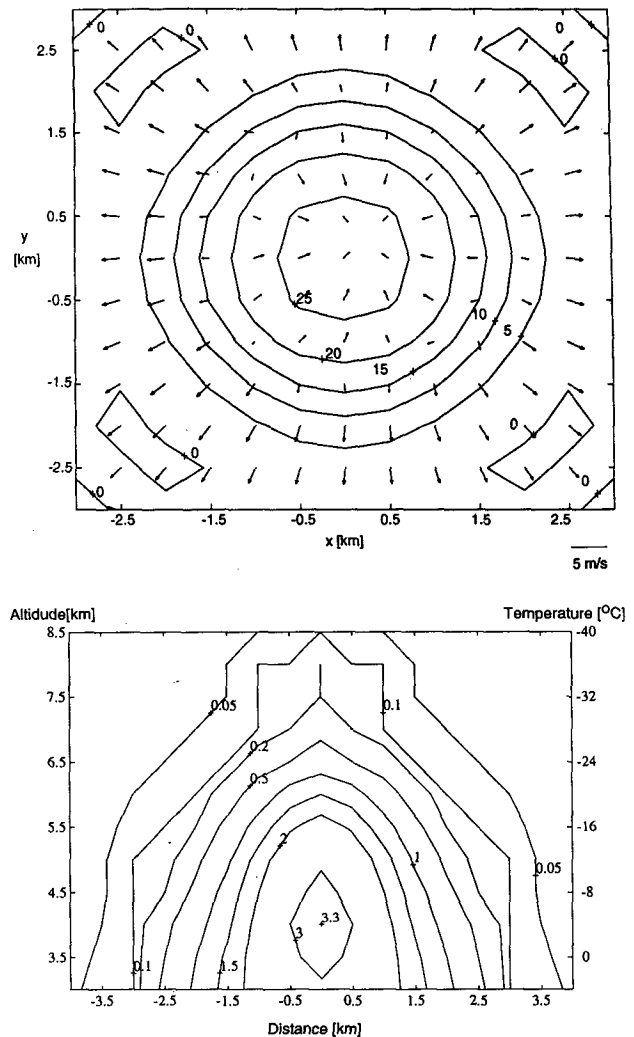 0 0
2.5 0 0
1.5
0.5
y
[km]
-0.5 25 10 5
20 15
-1.5
0 0
-2.5
0 0
-2.5 -1.5 -0.5 0.5 1.5 2.5
x [km]
5 m/s
Altidude[km] Temperature [OC]
8.5 -40
7.5 0.05 0.1 -32
0.2
6.5 0.5 -24
5.5 2 1 -16
0.05
4.5 -8
3.3
3
3.5 0.1 1.5 0
-3.5 -2.5 -1.5 -0.5 0.5 1.5 2.5 3.5
Distance [km]